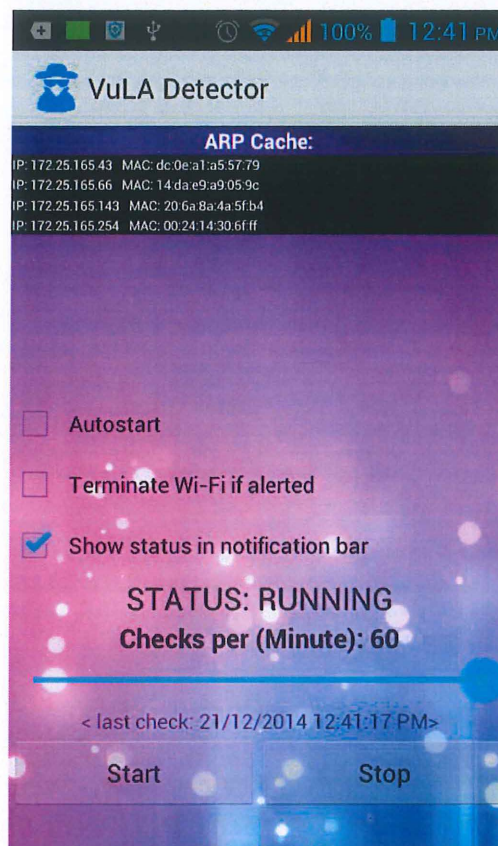 100% 12:41 PM
VuLA Detector
ARP Cache:
IP: 172.25.165.43 MAC: dc:0e:a1:a5:57:79
IP: 172.25.165.66 MAC: 14:da:e9:a9:05:9c
IP: 172.25.165.143 MAC: 20:6a:8a:4a:5f:b4
IP: 172.25.165.254 MAC: 00:24:14:30:6f:ff
Autostart
Terminate Wi-Fi if alerted
Show status in notification bar
STATUS: RUNNING
Checks per (Minute): 60
< last check: 21/12/2014 12:41:17 PM>
Start Stop